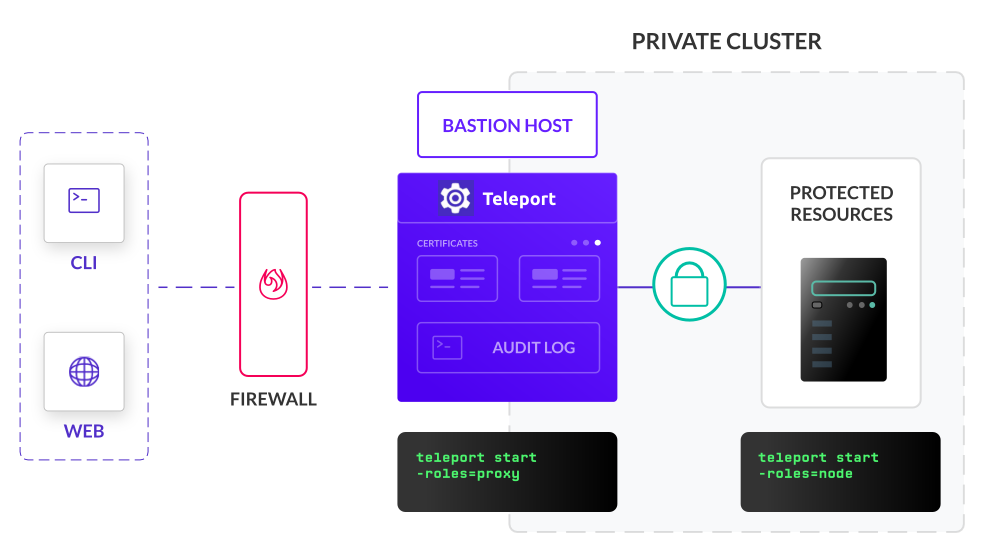 PRIVATE CLUSTER
BASTION HOST
Teleport
CERTIFICATES
>-
AUDIT LOG
>-
CLI
WEB
FIREWALL
PROTECTED
RESOURCES
teleport start
-roles=proxy
teleport start
-roles=node